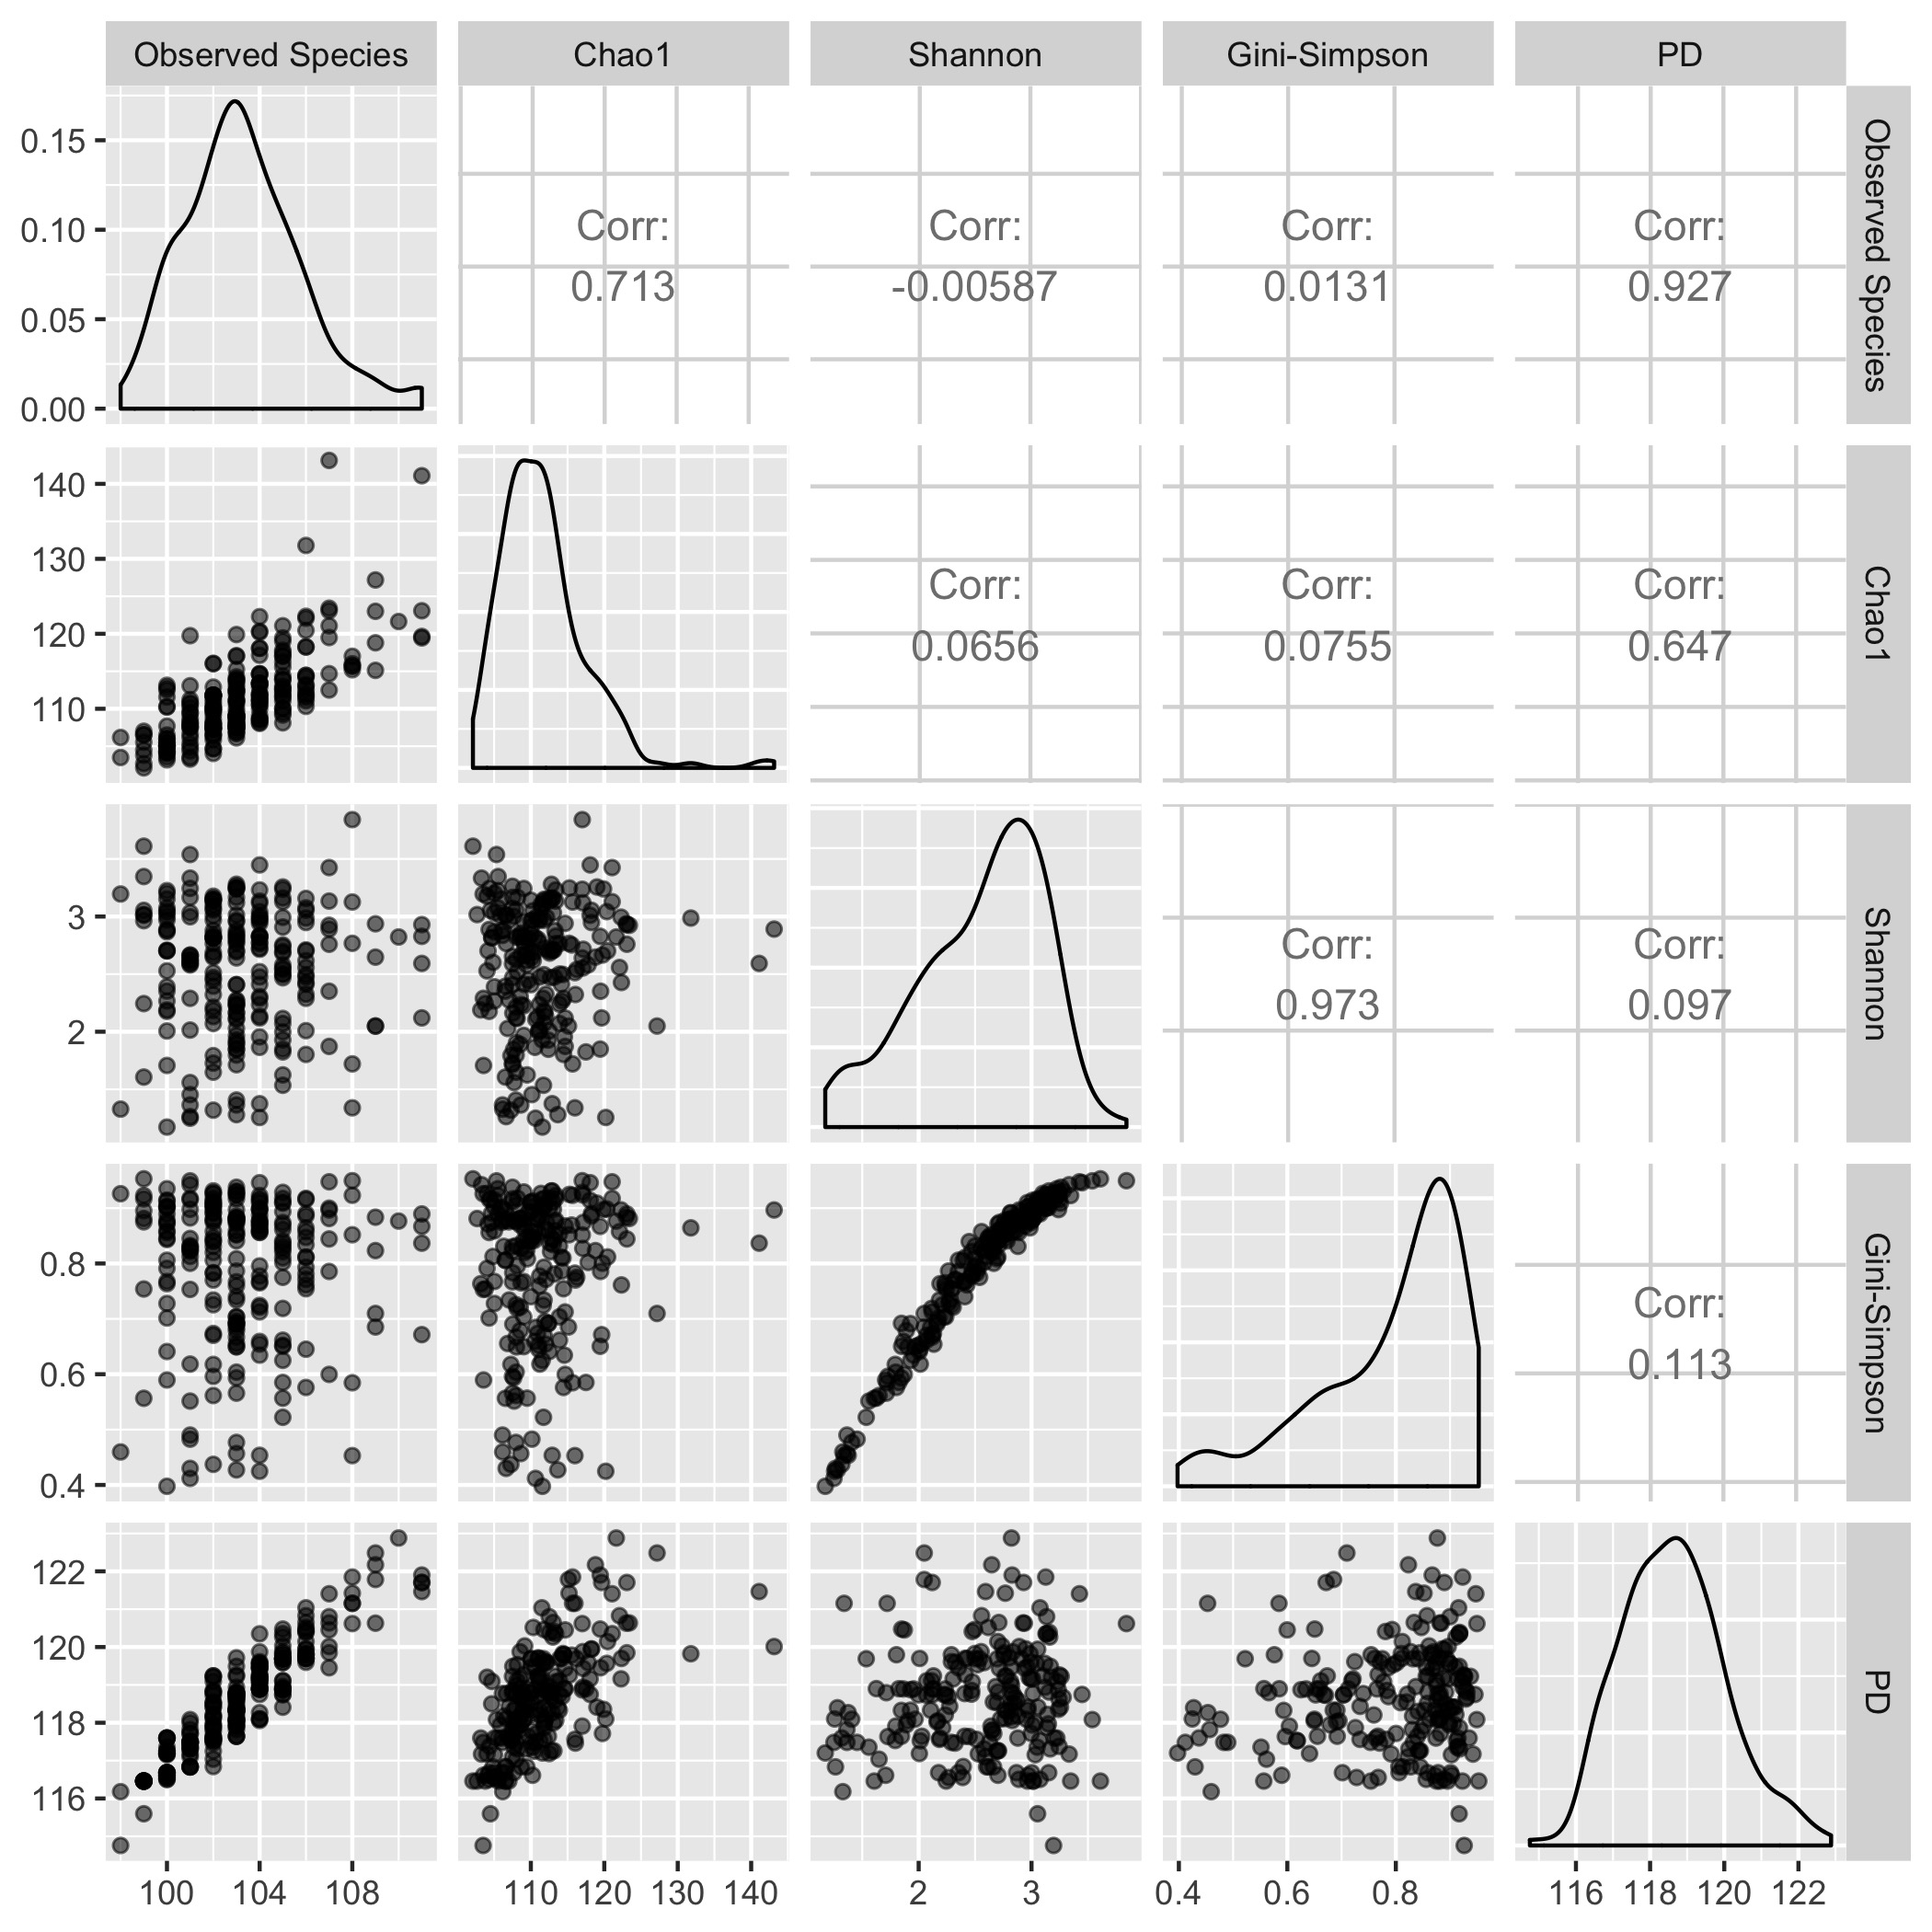 Observed Species Chao1 Shannon Gini-Simpson PD
0.15
0.10
0.05
0.00
Corr:
0.713
Corr:
-0.00587
Corr:
0.0131
Corr:
0.927
Observed Species
140
130
120
110
Corr:
0.0656
Corr:
0.0755
Corr:
0.647
Chao1
3
2
Corr:
0.973
Corr:
0.097
Shannon
0.8
0.6
0.4
Corr:
0.113
Gini-Simpson
122
120
118
116
PD
100 104 108 110 120 130 140 2 3 0.4 0.6 0.8 116 118 120 122